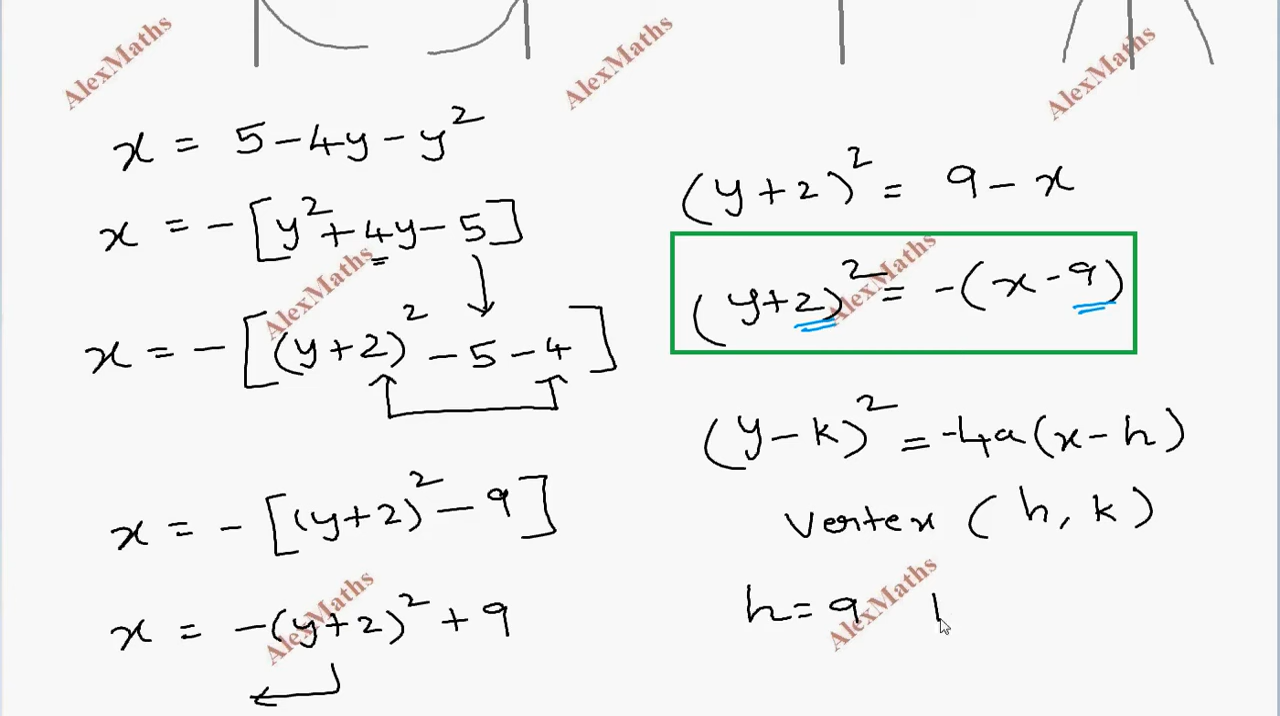 AlexMaths
AlexMaths
AlexMaths
x = 5 - 4y - y²
x = -[y² + 4y - 5]
AlexMaths
x = -[(y+2)² - 5 - 4]
x = -[(y+2)² - 9]
AlexMaths
x = -(y+2)² + 9
(y+2)² = 9 - x
AlexMaths
(y+2)² = -(x-9)
(y-k)² = -4a(x-h)
Vertex (h, k)
AlexMaths
h = 9